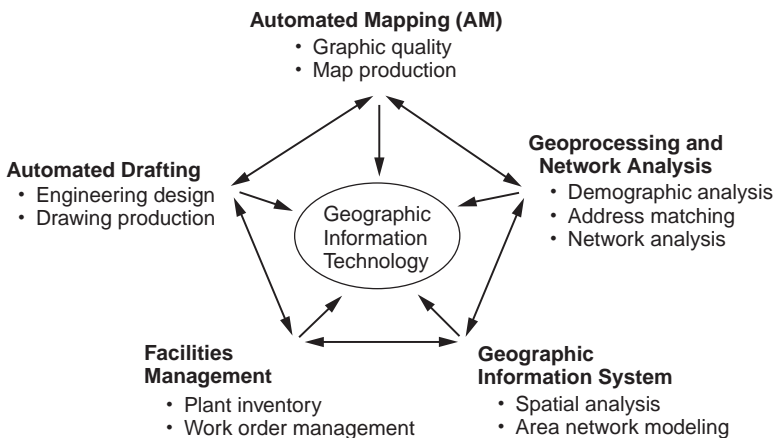 Automated Mapping (AM)
• Graphic quality
• Map production
Automated Drafting
• Engineering design
• Drawing production
Geoprocessing and
Network Analysis
• Demographic analysis
• Address matching
• Network analysis
Geographic
Information
Technology
Facilities
Management
• Plant inventory
• Work order management
Geographic
Information System
• Spatial analysis
• Area network modeling